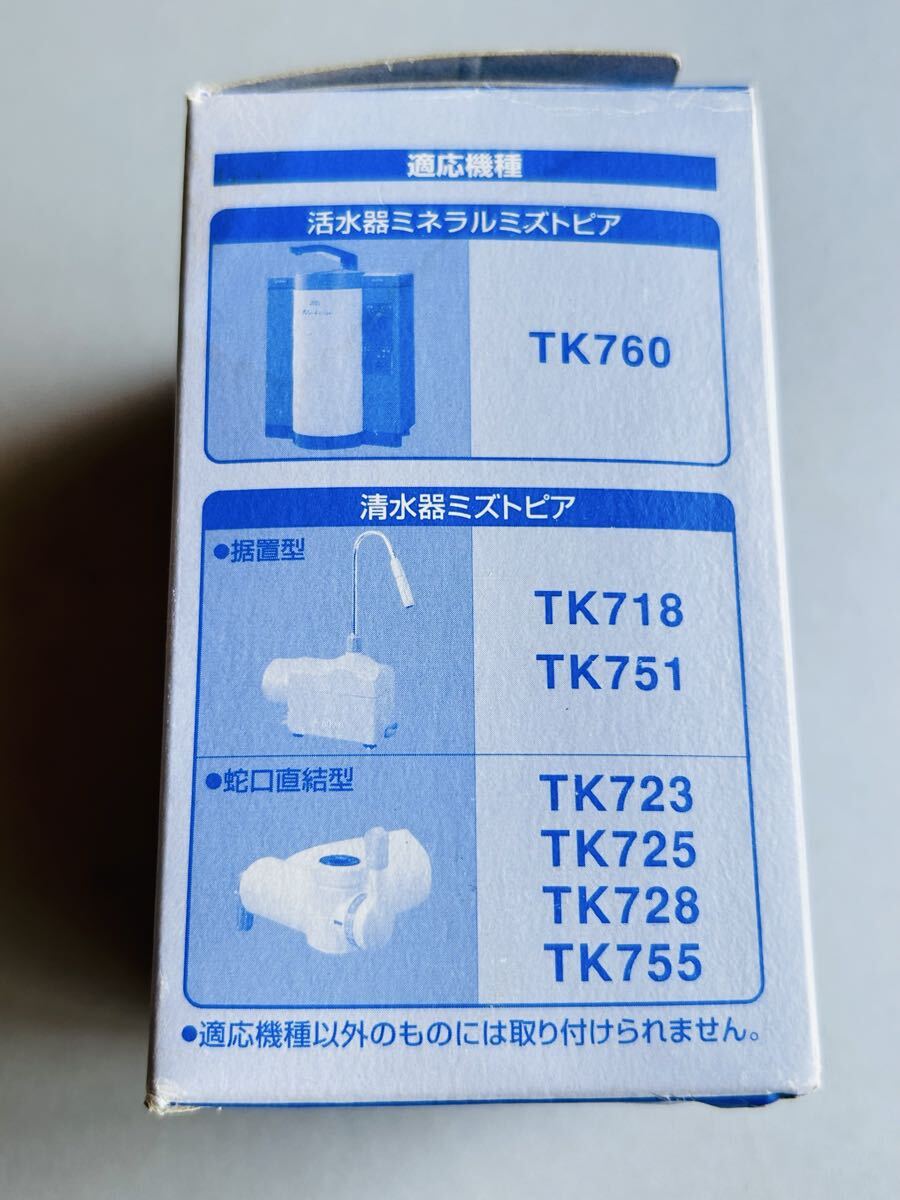 適応機種
活水器ミネラルミズトピア
TK760
清水器ミズトピア
●据置型
TK718
TK751
●蛇口直結型
TK723
TK725
TK728
TK755
●適応機種以外のものには取り付けられません。